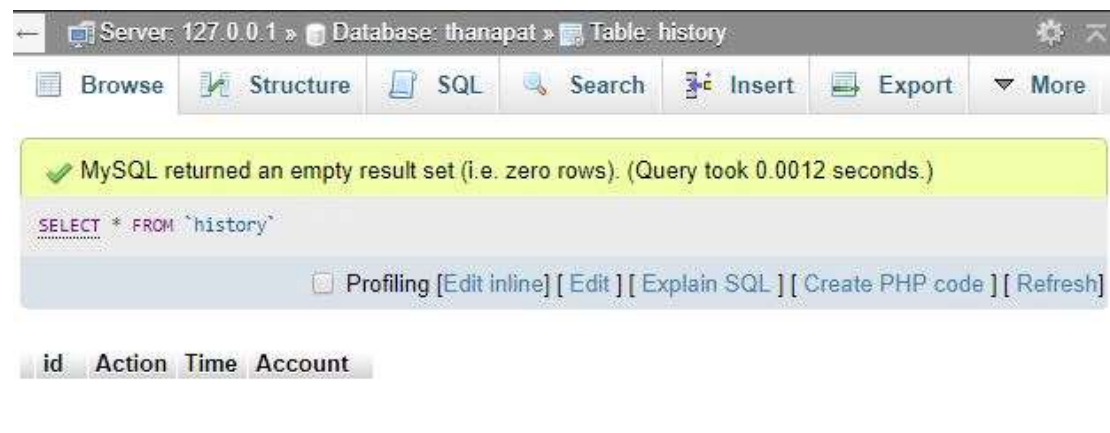 ← Server: 127.0.0.1 » Database: thanapat » Table: history
Browse Structure SQL Search Insert Export More
MySQL returned an empty result set (i.e. zero rows). (Query took 0.0012 seconds.)
SELECT * FROM `history`
Profiling [Edit inline] [ Edit ] [ Explain SQL ] [ Create PHP code ] [ Refresh]
id Action Time Account